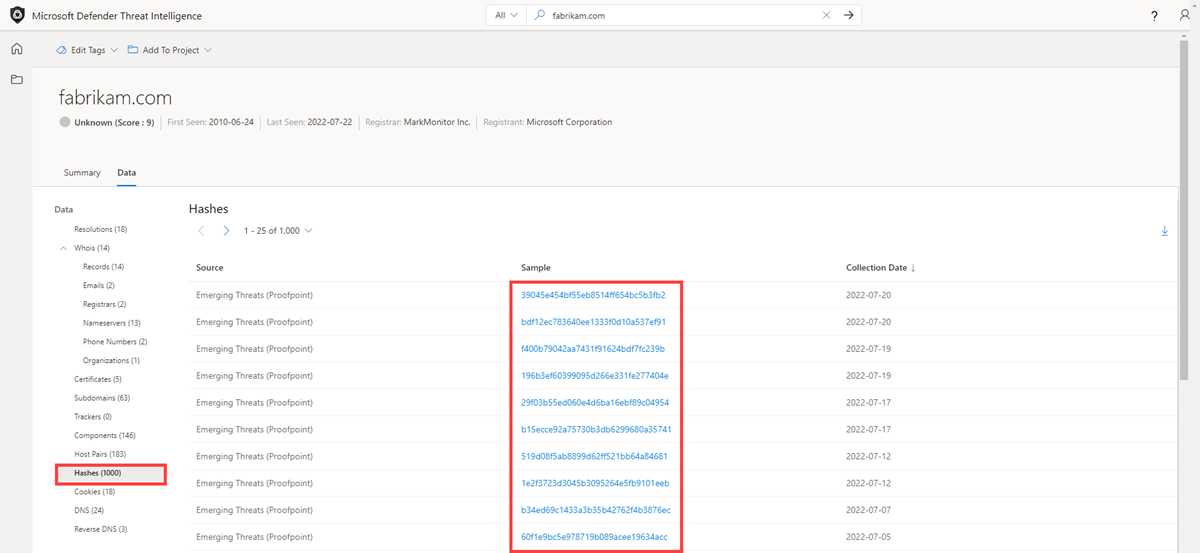 Microsoft Defender Threat Intelligence
All
fabrikam.com
?
Edit Tags
Add To Project
fabrikam.com
Unknown (Score : 9) First Seen: 2010-06-24 Last Seen: 2022-07-22 Registrar: MarkMonitor Inc. Registrant: Microsoft Corporation
Summary Data
Data
Resolutions (18)
Whois (14)
Records (14)
Emails (2)
Registrars (2)
Nameservers (13)
Phone Numbers (2)
Organizations (1)
Certificates (5)
Subdomains (63)
Trackers (0)
Components (146)
Host Pairs (183)
Hashes (1000)
Cookies (18)
DNS (24)
Reverse DNS (3)
Hashes
1 - 25 of 1,000
Source Sample Collection Date ↓
Emerging Threats (Proofpoint) 39045e454bf55eb8514ff654bc5b3fb2 2022-07-20
Emerging Threats (Proofpoint) bdf12ec783640ee1333f0d10a537ef91 2022-07-20
Emerging Threats (Proofpoint) f400b79042aa7431f91624bdf7fc239b 2022-07-19
Emerging Threats (Proofpoint) 196b3ef60399095d266e331fe277404e 2022-07-19
Emerging Threats (Proofpoint) 29f03b55ed060e4d6ba16ebf89c04954 2022-07-17
Emerging Threats (Proofpoint) b15ecce92a75730b3db6299680a35741 2022-07-17
Emerging Threats (Proofpoint) 519d08f5ab8899d62ff521bb64a84681 2022-07-12
Emerging Threats (Proofpoint) 1e2f3723d3045b3095264e5fb9101eeb 2022-07-12
Emerging Threats (Proofpoint) b34ed69c1433a3b35b42762f4b3876ec 2022-07-07
Emerging Threats (Proofpoint) 60f1e9bc5e978719b089acee19634acc 2022-07-05